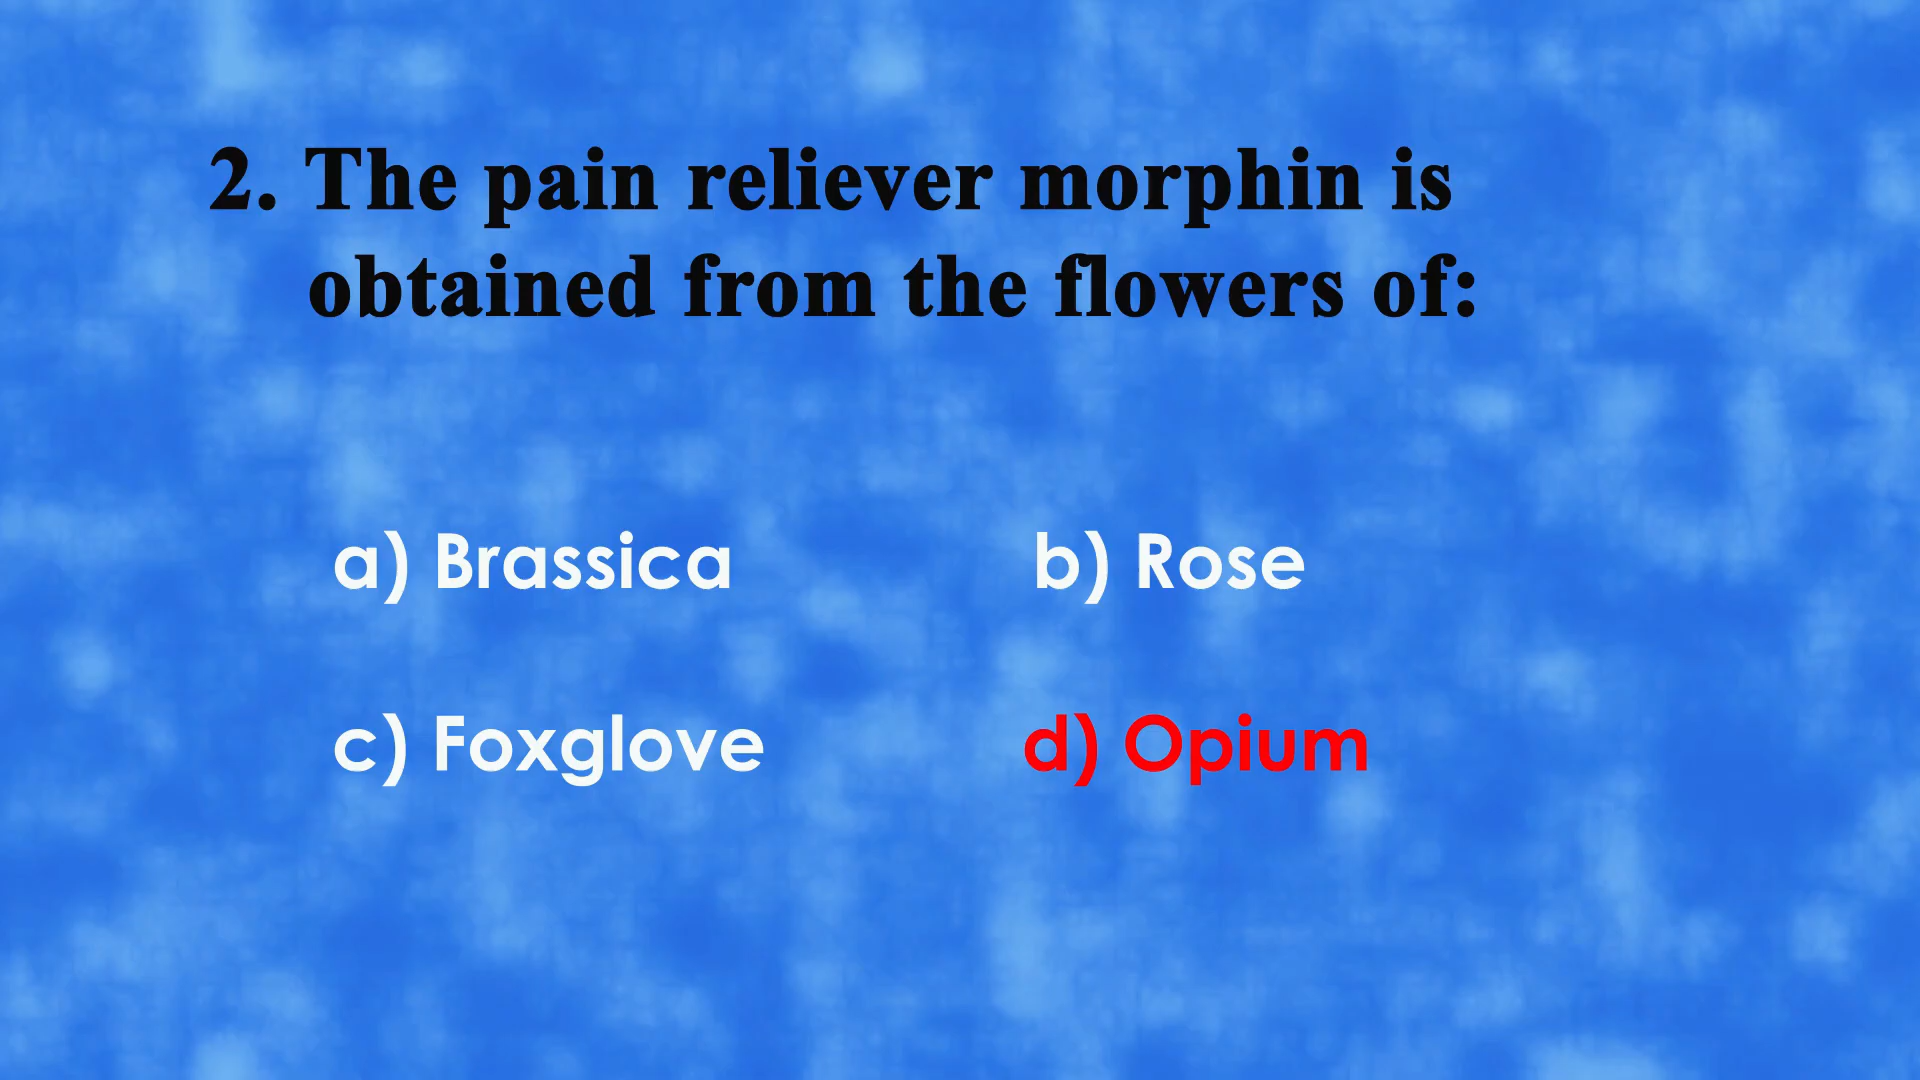 2. The pain reliever morphin is
obtained from the flowers of:
a) Brassica b) Rose
c) Foxglove d) Opium